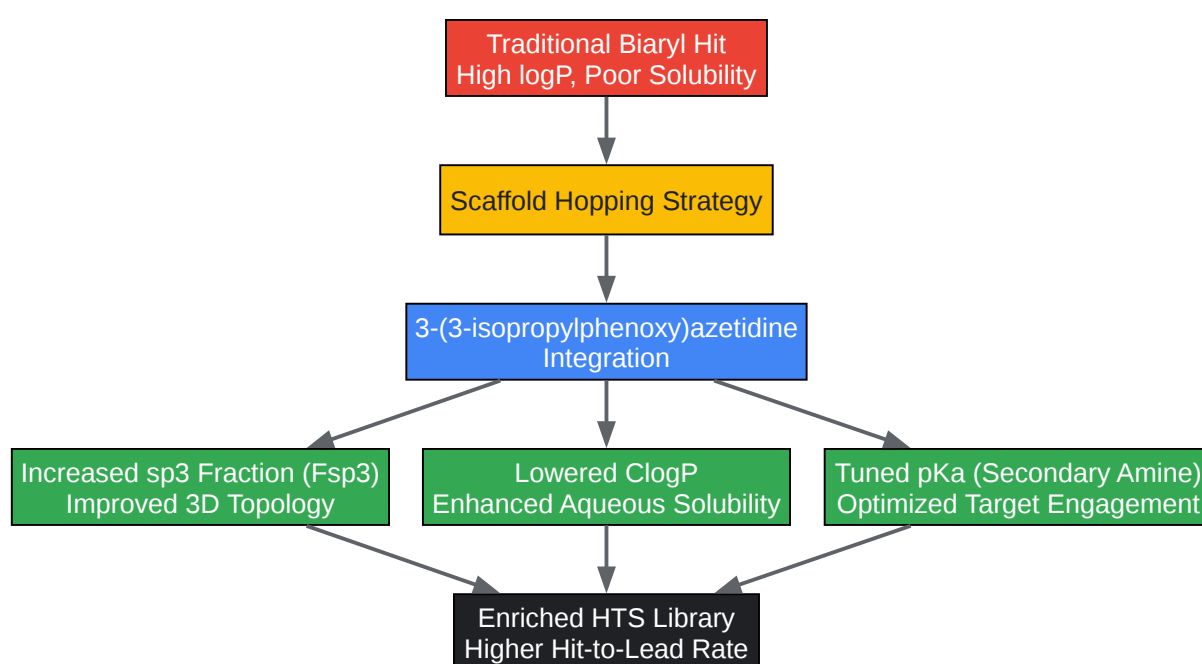 Traditional Biaryl Hit
High logP, Poor Solubility
Scaffold Hopping Strategy
3-(3-isopropylphenoxy)azetidine
Integration
Increased sp3 Fraction (Fsp3)
Improved 3D Topology
Lowered ClogP
Enhanced Aqueous Solubility
Tuned pKa (Secondary Amine)
Optimized Target Engagement
Enriched HTS Library
Higher Hit-to-Lead Rate